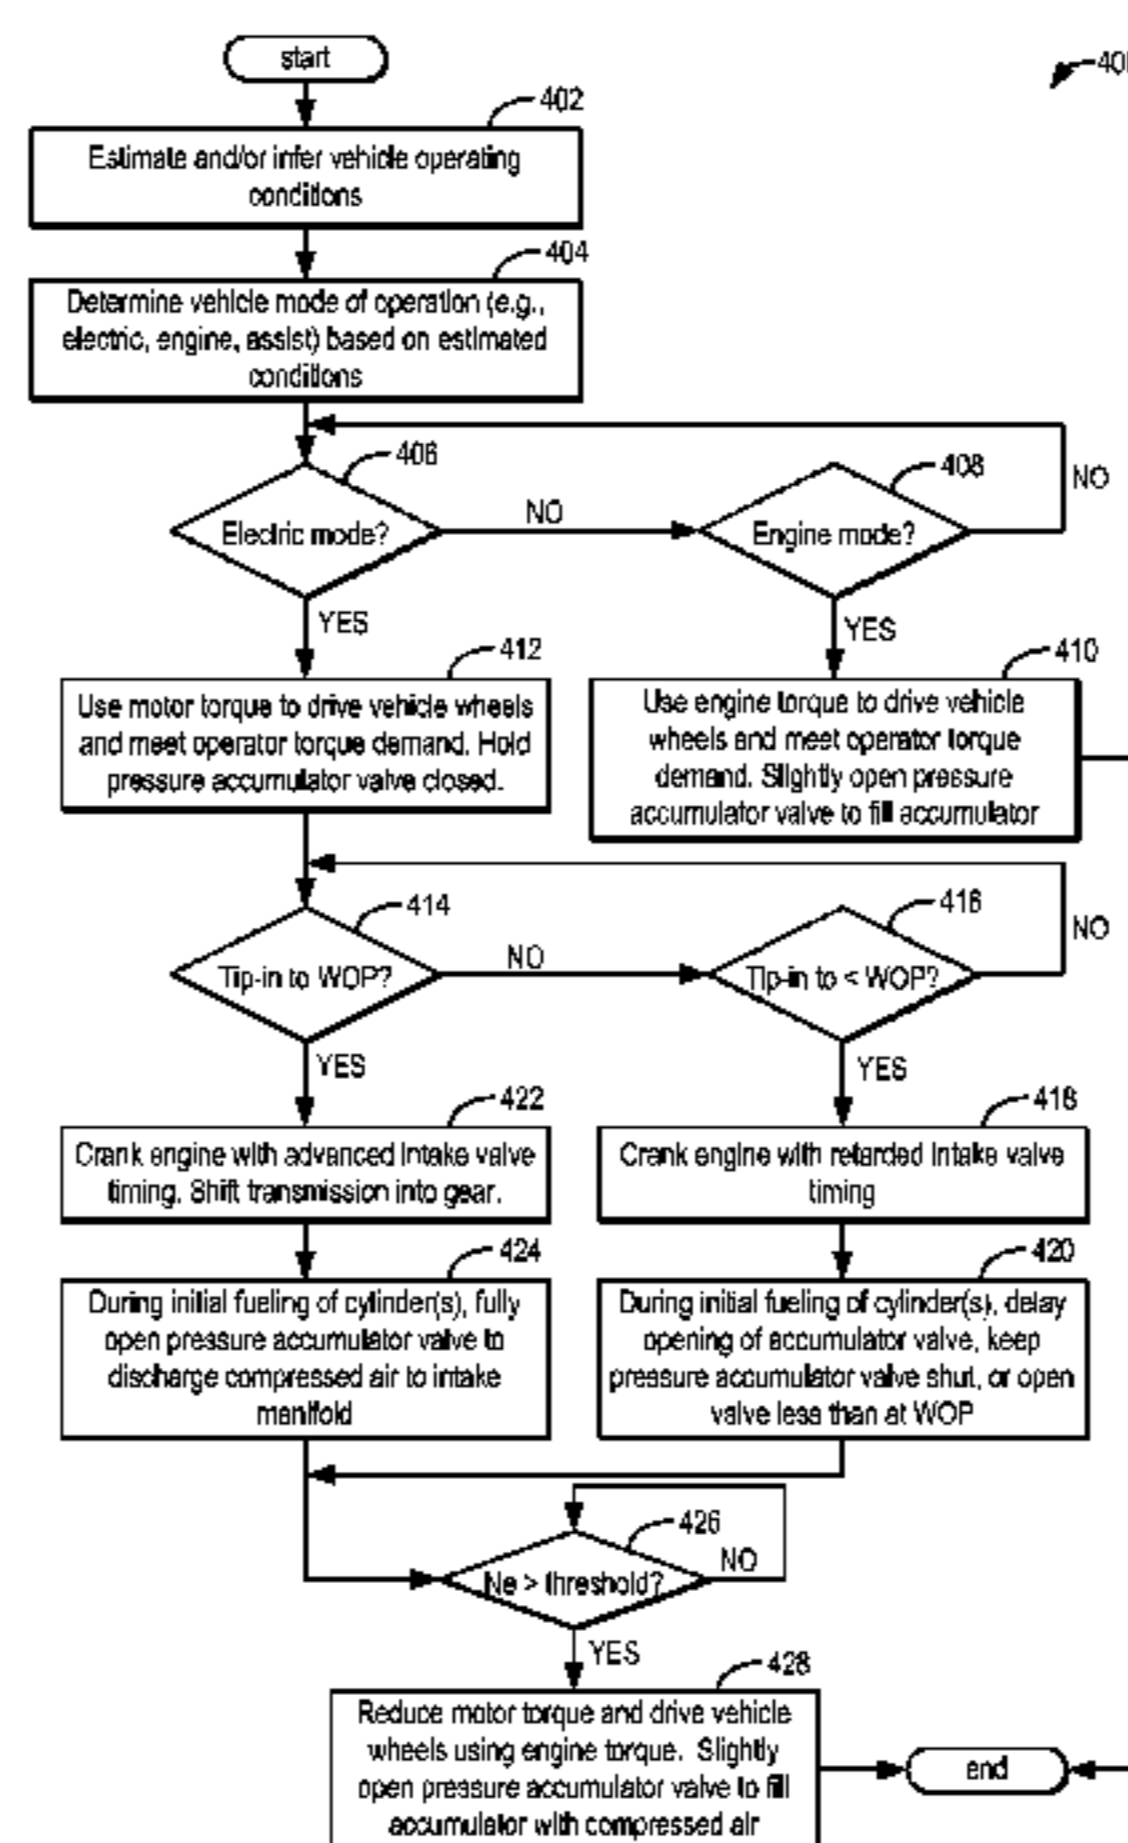 start
40
402
Estimate and/or infer vehicle operating
conditions
404
Determine vehicle mode of operation (e.g.,
electric, engine, assist) based on estimated
conditions
406
Electric mode?
NO
408
Engine mode?
NO
YES
YES
412
Use motor torque to drive vehicle wheels
and meet operator torque demand. Hold
pressure accumulator valve closed.
410
Use engine torque to drive vehicle
wheels and meet operator torque
demand. Slightly open pressure
accumulator valve to fill accumulator
414
Tip-in to WOP?
NO
416
Tip-in to < WOP?
NO
YES
YES
422
Crank engine with advanced intake valve
timing. Shift transmission into gear.
418
Crank engine with retarded intake valve
timing
424
During initial fueling of cylinder(s), fully
open pressure accumulator valve to
discharge compressed air to intake
manifold
420
During initial fueling of cylinder(s), delay
opening of accumulator valve, keep
pressure accumulator valve shut, or open
valve less than at WOP
426
Ne > threshold?
NO
YES
428
Reduce motor torque and drive vehicle
wheels using engine torque. Slightly
open pressure accumulator valve to fill
accumulator with compressed air
end